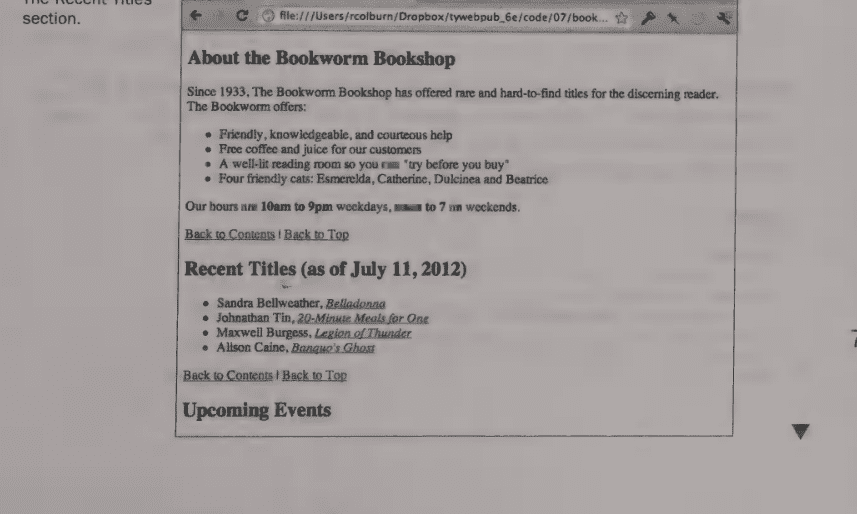 The Recent Titles
section.
file:///Users/rcolburn/Dropbox/tywebpub_6e/code/07/book...
About the Bookworm Bookshop
Since 1933, The Bookworm Bookshop has offered rare and hard-to-find titles for the discerning reader.
The Bookworm offers:
• Friendly, knowledgeable, and courteous help
• Free coffee and juice for our customers
• A well-lit reading room so you "try before you buy"
• Four friendly cats: Esmerelda, Catherine, Dulcinea and Beatrice
Our hours are 10am to 9pm weekdays, to 7 weekends.
Back to Contents | Back to Top
Recent Titles (as of July 11, 2012)
• Sandra Bellweather, Belladonna
• Johnathan Tin, 20-Minute Meals for One
• Maxwell Burgess, Legion of Thunder
• Alison Caine, Banquo's Ghost
Back to Contents | Back to Top
Upcoming Events